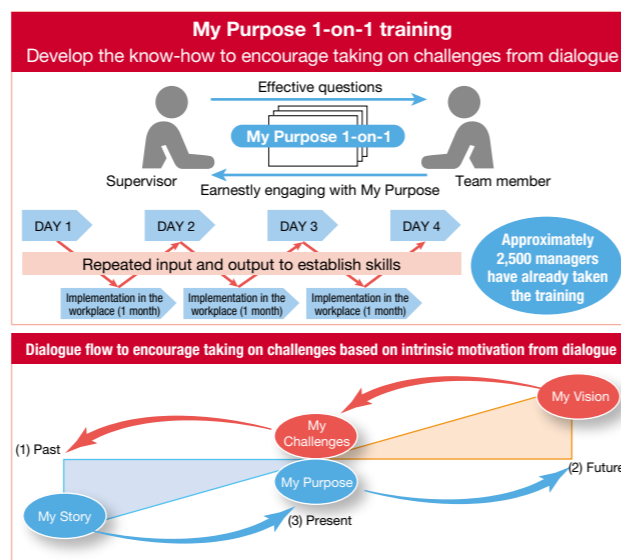 My Purpose 1-on-1 training
Develop the know-how to encourage taking on challenges from dialogue
Effective questions
My Purpose 1-on-1
Supervisor
Team member
Earnestly engaging with My Purpose
DAY 1
DAY 2
DAY 3
DAY 4
Repeated input and output to establish skills
Implementation in the
workplace (1 month)
Implementation in the
workplace (1 month)
Implementation in the
workplace (1 month)
Approximately
2,500 managers
have already taken
the training
Dialogue flow to encourage taking on challenges based on intrinsic motivation from dialogue
My Vision
My
Challenges
(1) Past
(2) Future
My Purpose
My Story
(3) Present